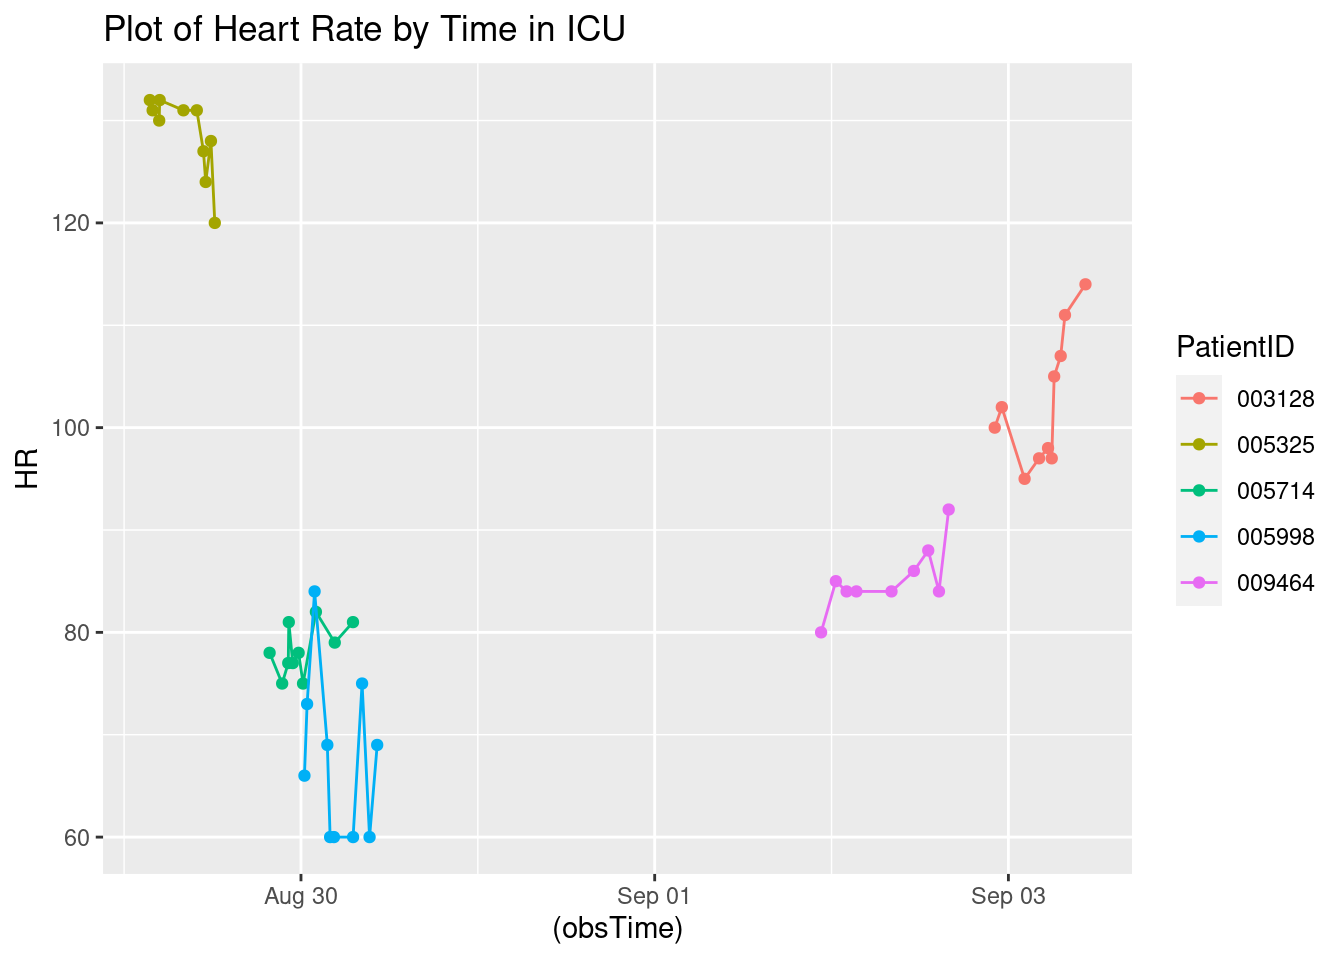 Plot of Heart Rate by Time in ICU
HR
120
100
80
60
Aug 30
Sep 01
Sep 03
(obsTime)
PatientID
003128
005325
005714
005998
009464